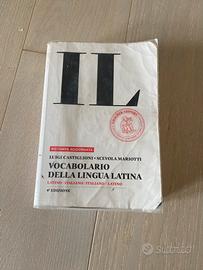 IL
RISTAMPA AGGIORNATA
LUIGI CASTIGLIONI • SCEVOLA MARIOTTI
VOCABOLARIO
DELLA LINGUA LATINA
LATINO • ITALIANO / ITALIANO • LATINO
4ª EDIZIONE
Subito